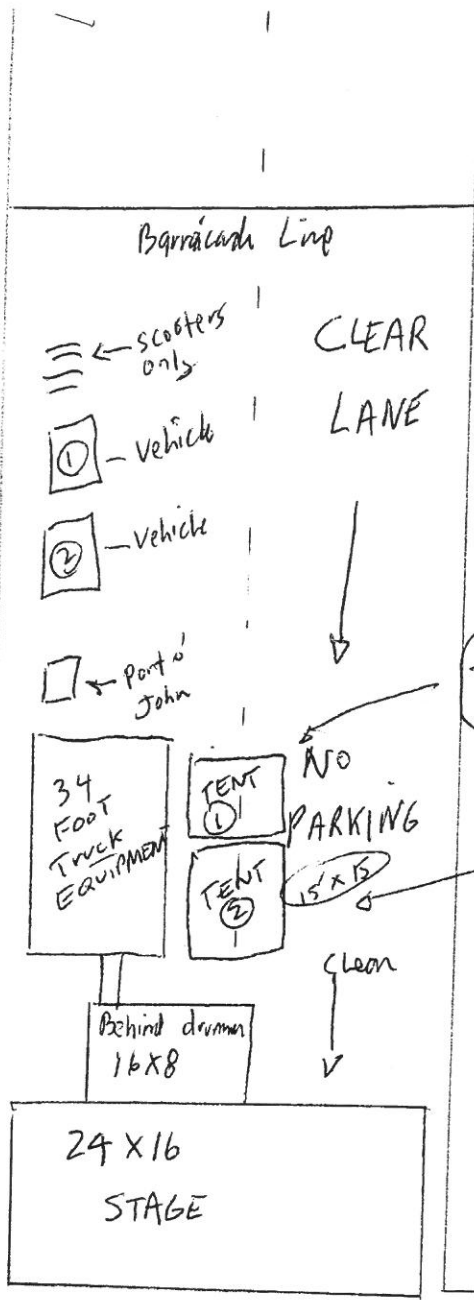 Barricade Line
scooters
only
CLEAR
LANE
① Vehicle
② Vehicle
Port o'
John
34
FOOT
Truck
EQUIPMENT
TENT
①
NO
PARKING
TENT
②
15' x 15
Clear
Behind drummer
16X8
24 X 16
STAGE